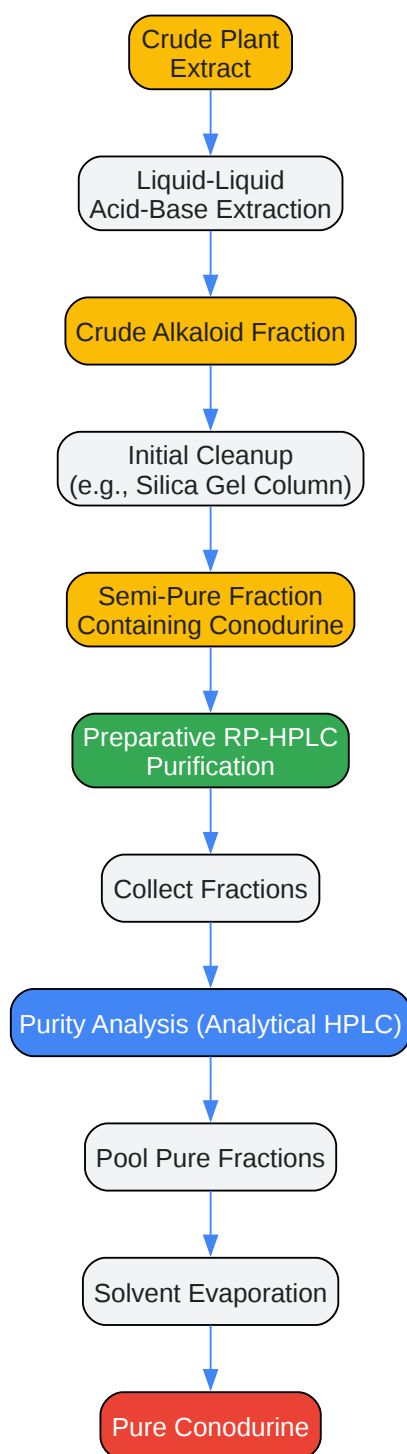 Crude Plant
Extract
Liquid-Liquid
Acid-Base Extraction
Crude Alkaloid Fraction
Initial Cleanup
(e.g., Silica Gel Column)
Semi-Pure Fraction
Containing Conodurine
Preparative RP-HPLC
Purification
Collect Fractions
Purity Analysis (Analytical HPLC)
Pool Pure Fractions
Solvent Evaporation
Pure Conodurine